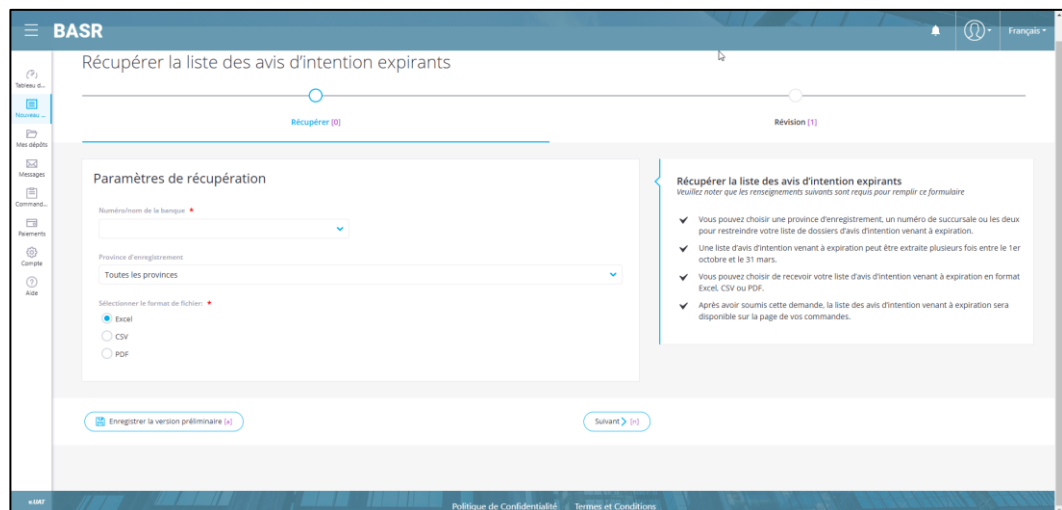 BASR
Français
Récupérer la liste des avis d'intention expirants
Tableau d...
Nouveau ...
Mes dépôts
Messages
Command...
Paiements
Compte
Aide
Récupérer [0]
Révision [1]
Paramètres de récupération
Numéro/nom de la banque *
Province d'enregistrement
Toutes les provinces
Sélectionner le format de fichier: *
Excel
CSV
PDF
Récupérer la liste des avis d'intention expirants
Veuillez noter que les renseignements suivants sont requis pour remplir ce formulaire
Vous pouvez choisir une province d'enregistrement, un numéro de succursale ou les deux
pour restreindre votre liste de dossiers d'avis d'intention venant à expiration.
Une liste d'avis d'intention venant à expiration peut être extraite plusieurs fois entre le 1er
octobre et le 31 mars.
Vous pouvez choisir de recevoir votre liste d'avis d'intention venant à expiration en format
Excel, CSV ou PDF.
Après avoir soumis cette demande, la liste des avis d'intention venant à expiration sera
disponible sur la page de vos commandes.
Enregistrer la version préliminaire [a]
Suivant [n]
v.UAT
Politique de Confidentialité
Termes et Conditions